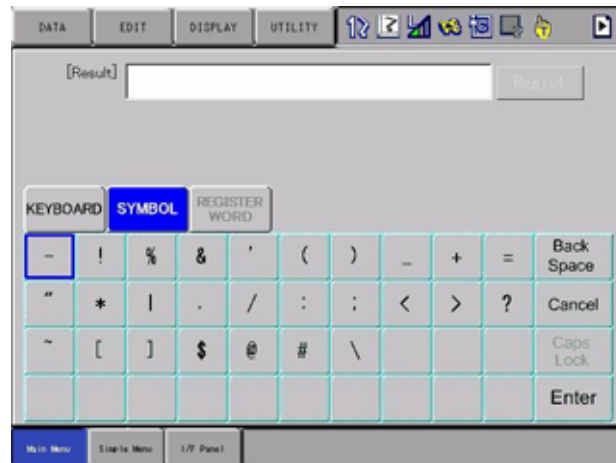 DATA EDIT DISPLAY UTILITY
[Result] Regist
KEYBOARD SYMBOL REGISTER WORD
- ! % & ' ( ) _ + = Back Space
" * | . / : ; < > ? Cancel
~ [ ] $ @ # \ Caps Lock
Enter
Main Menu Simple Menu I/F Panel